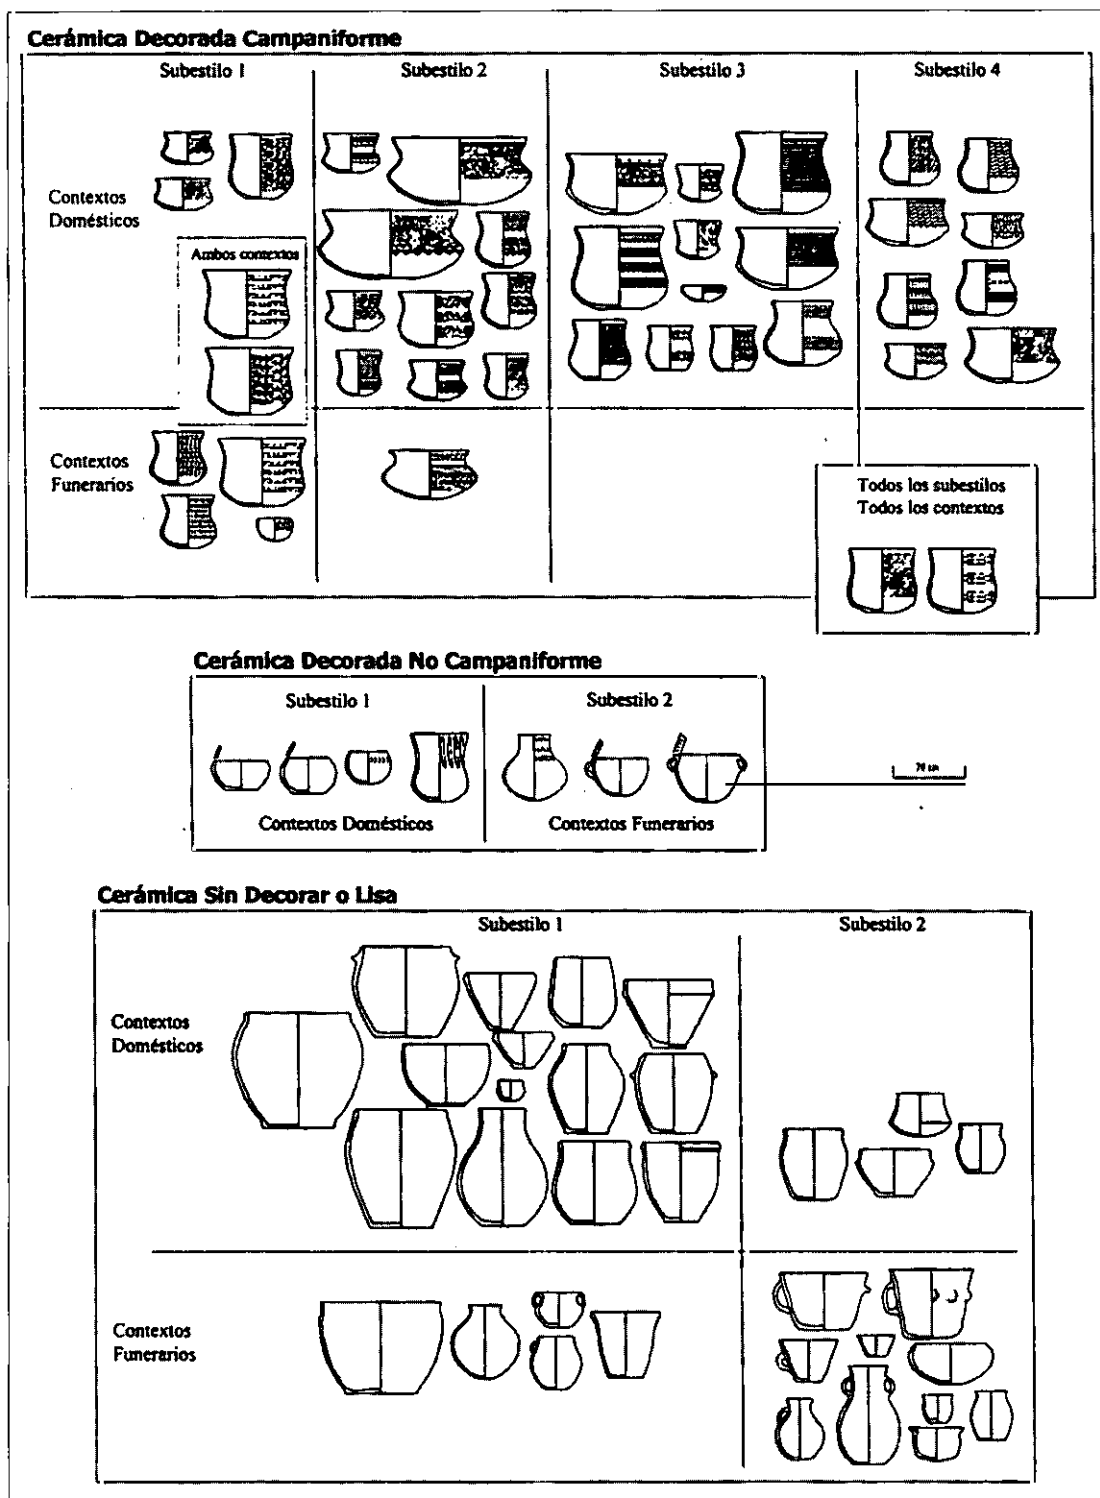 Cerámica Decorada Campaniforme
Subestilo 1
Subestilo 2
Subestilo 3
Subestilo 4
Contextos
Domésticos
Ambos contextos
Contextos
Funerarios
Todos los subestilos
Todos los contextos
Cerámica Decorada No Campaniforme
Subestilo 1
Subestilo 2
Contextos Domésticos
Contextos Funerarios
Cerámica Sin Decorar o Lisa
Subestilo 1
Subestilo 2
Contextos
Domésticos
Contextos
Funerarios